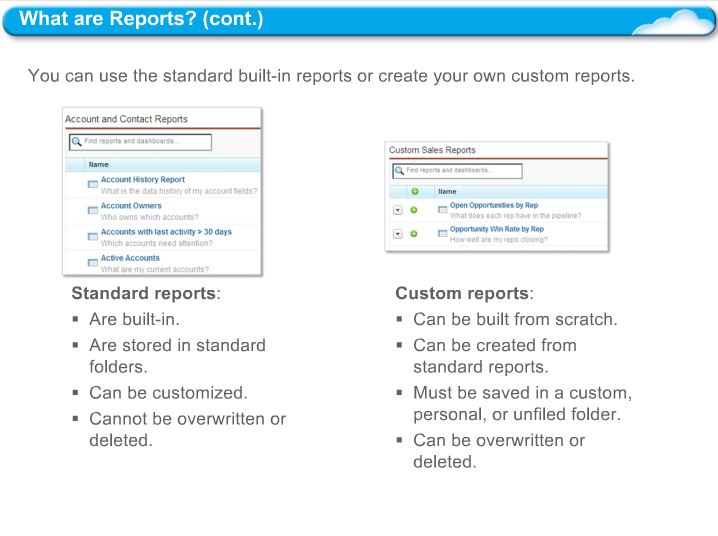 What are Reports? (cont.)
You can use the standard built-in reports or create your own custom reports.
Account and Contact Reports
Find reports and dashboards...
Name
Account History Report
What is the data history of my account fields?
Account Owners
Who owns which accounts?
Accounts with last activity > 30 days
Which accounts need attention?
Active Accounts
What are my current accounts?
Custom Sales Reports
Find reports and dashboards...
Name
Open Opportunities by Rep
What does each rep have in the pipeline?
Opportunity Win Rate by Rep
How well are my reps closing?
Standard reports:
▪ Are built-in.
▪ Are stored in standard
folders.
▪ Can be customized.
▪ Cannot be overwritten or
deleted.
Custom reports:
▪ Can be built from scratch.
▪ Can be created from
standard reports.
▪ Must be saved in a custom,
personal, or unfiled folder.
▪ Can be overwritten or
deleted.